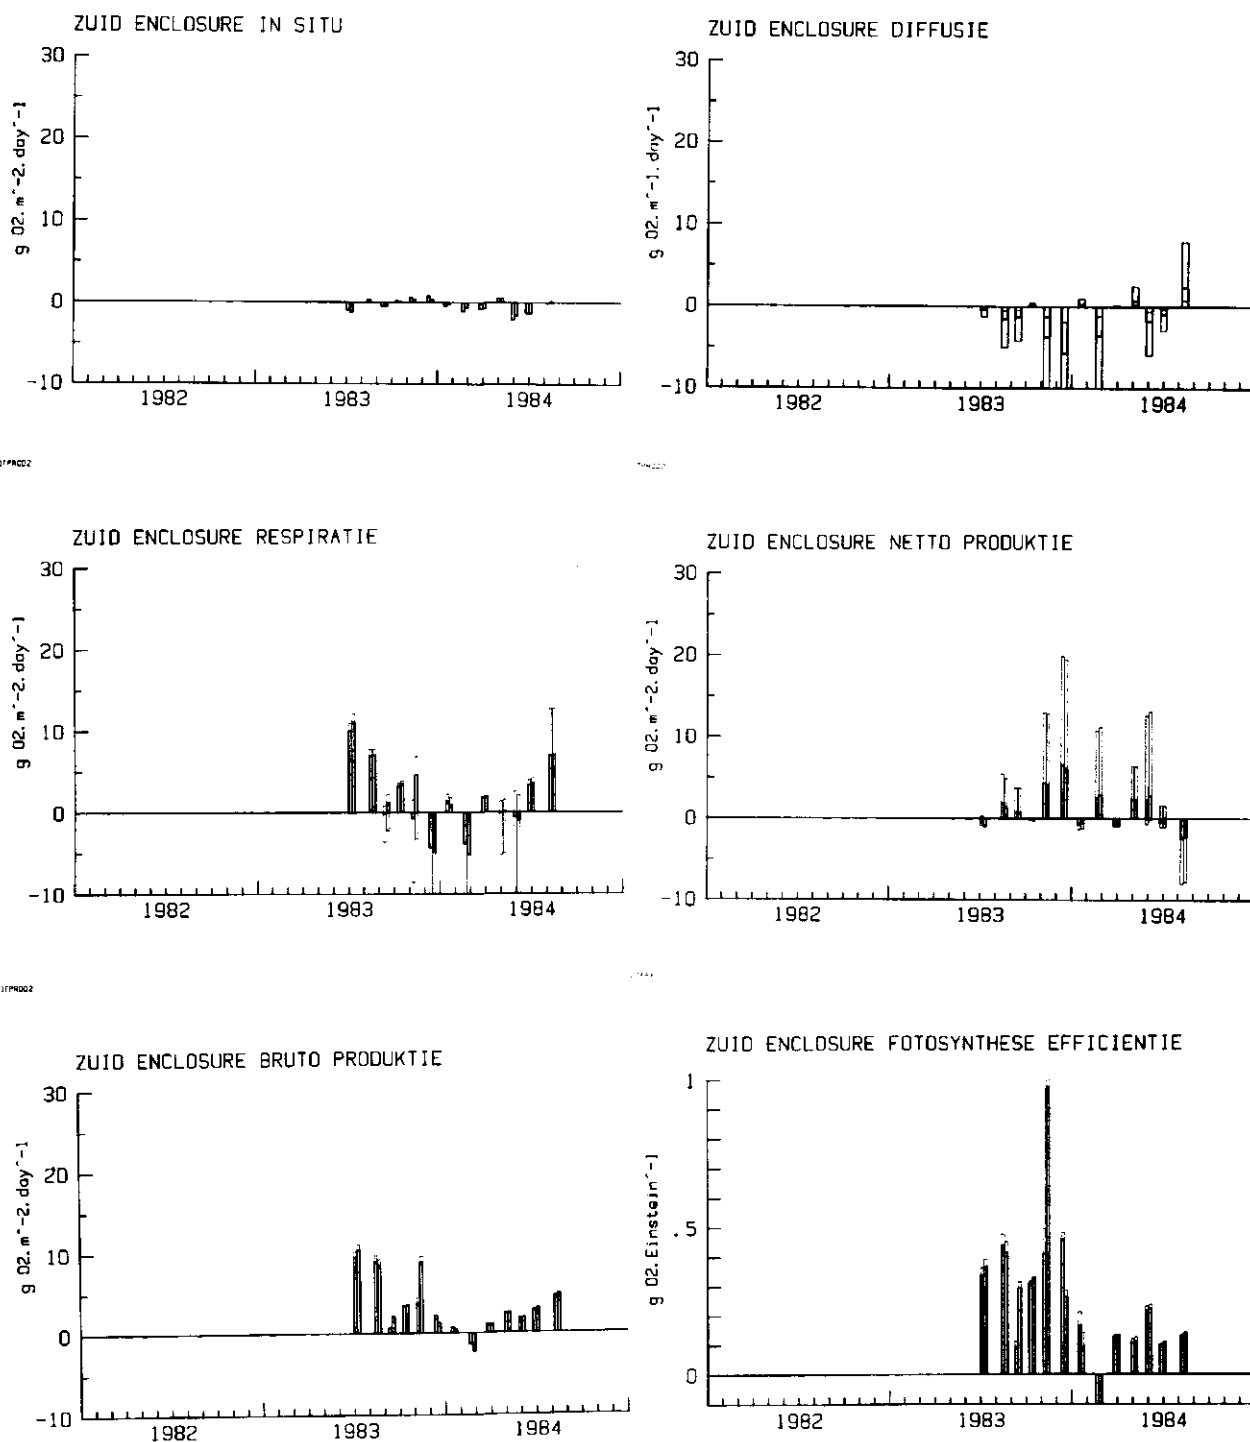 ZUID ENCLOSURE IN SITU
30
20
10
0
-10
g O2.m^-2.day^-1
1982 1983 1984
ZUID ENCLOSURE DIFFUSIE
30
20
10
0
-10
g O2.m^-1.day^-1
1982 1983 1984
ZUID ENCLOSURE RESPIRATIE
30
20
10
0
-10
g O2.m^-2.day^-1
1982 1983 1984
ZUID ENCLOSURE NETTO PRODUKTIE
30
20
10
0
-10
g O2.m^-2.day^-1
1982 1983 1984
ZUID ENCLOSURE BRUTO PRODUKTIE
30
20
10
0
-10
g O2.m^-2.day^-1
1982 1983 1984
ZUID ENCLOSURE FOTOSYNTHESE EFFICIENTIE
1
.5
0
g O2.Einstein^-1
1982 1983 1984